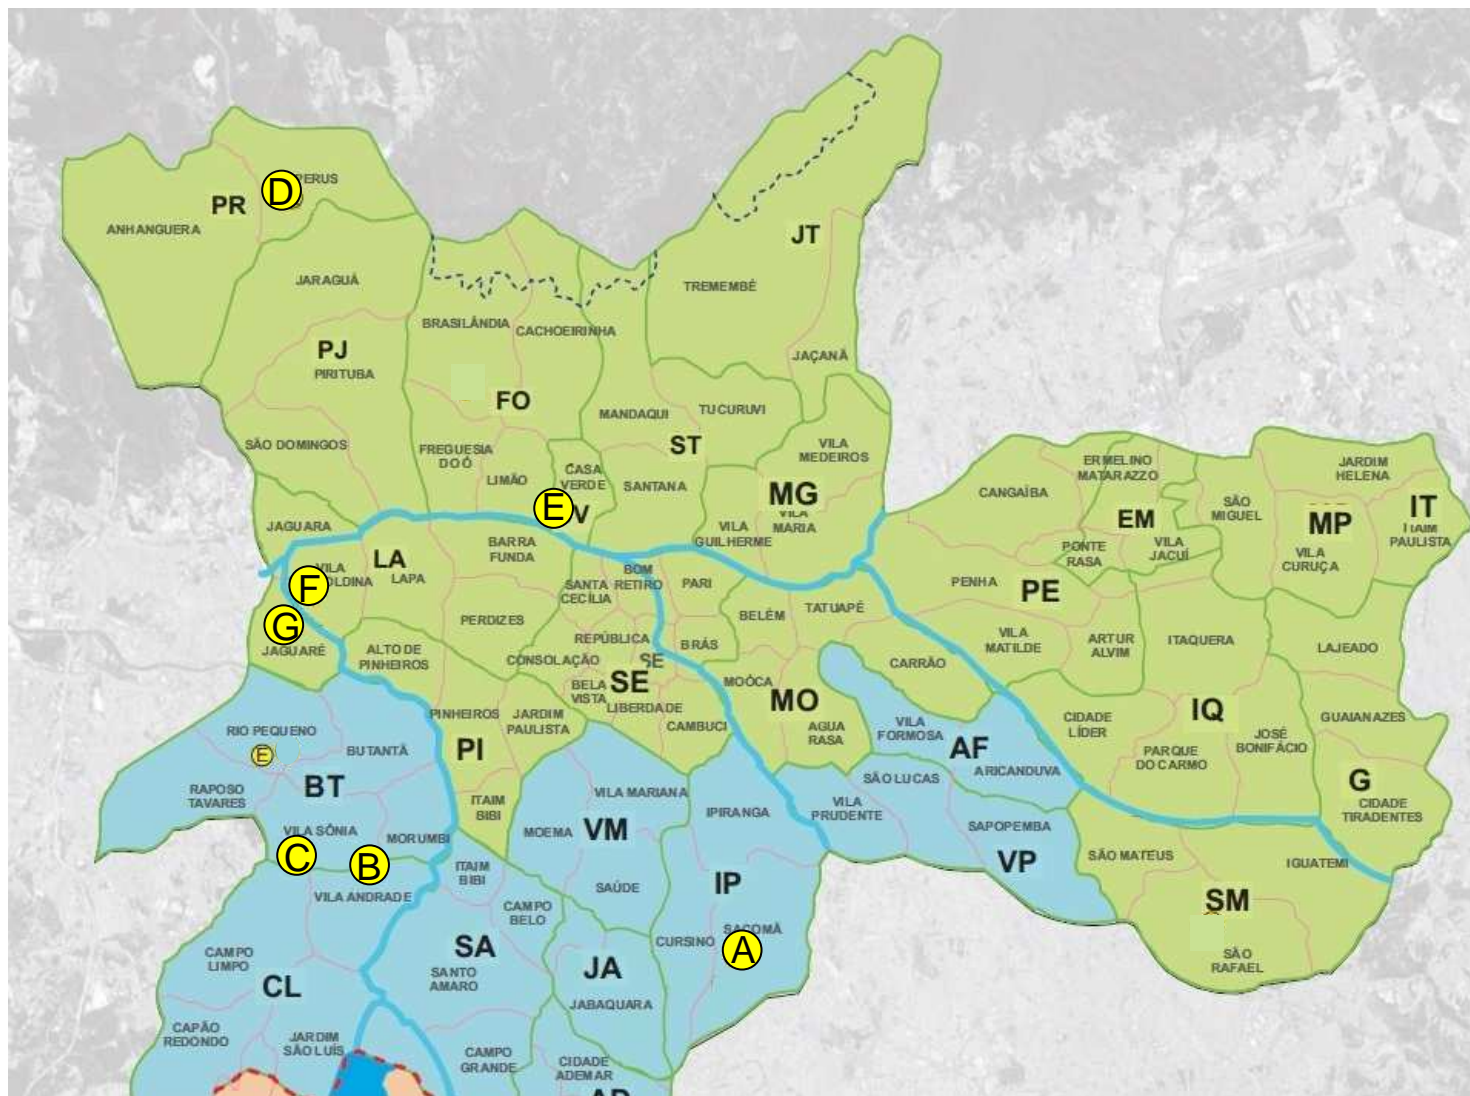 D
PERUS
PR
ANHANGUERA
JT
JARAGUÁ
TREMEMBÉ
BRASILÂNDIA
CACHOEIRINHA
PJ
PIRITUBA
JAÇANÃ
FO
MANDAQUI
TUCURUVI
SÃO DOMINGOS
FREGUESIA
DO Ó
ST
VILA
MEDEIROS
LIMÃO
CASA
VERDE
SANTANA
MG
VILA
MARIA
CANGAÍBA
ERMELINO
MATARAZZO
JARDIM
HELENA
SÃO
MIGUEL
IT
ITAIM
PAULISTA
MP
EM
E
V
JAGUARA
BARRA
FUNDA
VILA
GUILHERME
PONTE
RASA
VILA
JACUÍ
VILA
CURUÇA
LA
LAPA
VILA
OLDINA
F
SANTA
CECÍLIA
BOM
RETIRO
PARI
BELÉM
TATUAPÉ
PENHA
PE
G
JAGUARÉ
PERDIZES
REPÚBLICA
BRÁS
VILA
MATILDE
ARTUR
ALVIM
ITAQUERA
LAJEADO
ALTO DE
PINHEIROS
CONSOLAÇÃO
SE
SE
BELA
VISTA
LIBERDADE
MOÓCA
CARRÃO
MO
IQ
PINHEIROS
JARDIM
PAULISTA
CAMBUCI
AGUA
RASA
VILA
FORMOSA
CIDADE
LÍDER
JOSÉ
BONIFÁCIO
GUAIANAZES
RIO PEQUENO
E
BUTANTÃ
PI
AF
ARICANDUVA
PARQUE
DO CARMO
G
CIDADE
TIRADENTES
RAPOSO
TAVARES
BT
ITAIM
BIBI
VILA MARIANA
IPIRANGA
SÃO LUCAS
VILA
PRUDENTE
VILA SÔNIA
MORUMBI
MOEMA
VM
SAPOPEMBA
VP
SÃO MATEUS
IGUATEMI
C
B
VILA ANDRADE
ITAIM
BIBI
SAÚDE
IP
SM
CAMPO
BELO
CAMPO
LIMPO
SA
SANTO
AMARO
CURSINO
SACOMÃ
A
SÃO
RAFAEL
CL
JA
JABAQUARA
CAPÃO
REDONDO
JARDIM
SÃO LUÍS
CAMPO
GRANDE
CIDADE
ADEMAR
AD